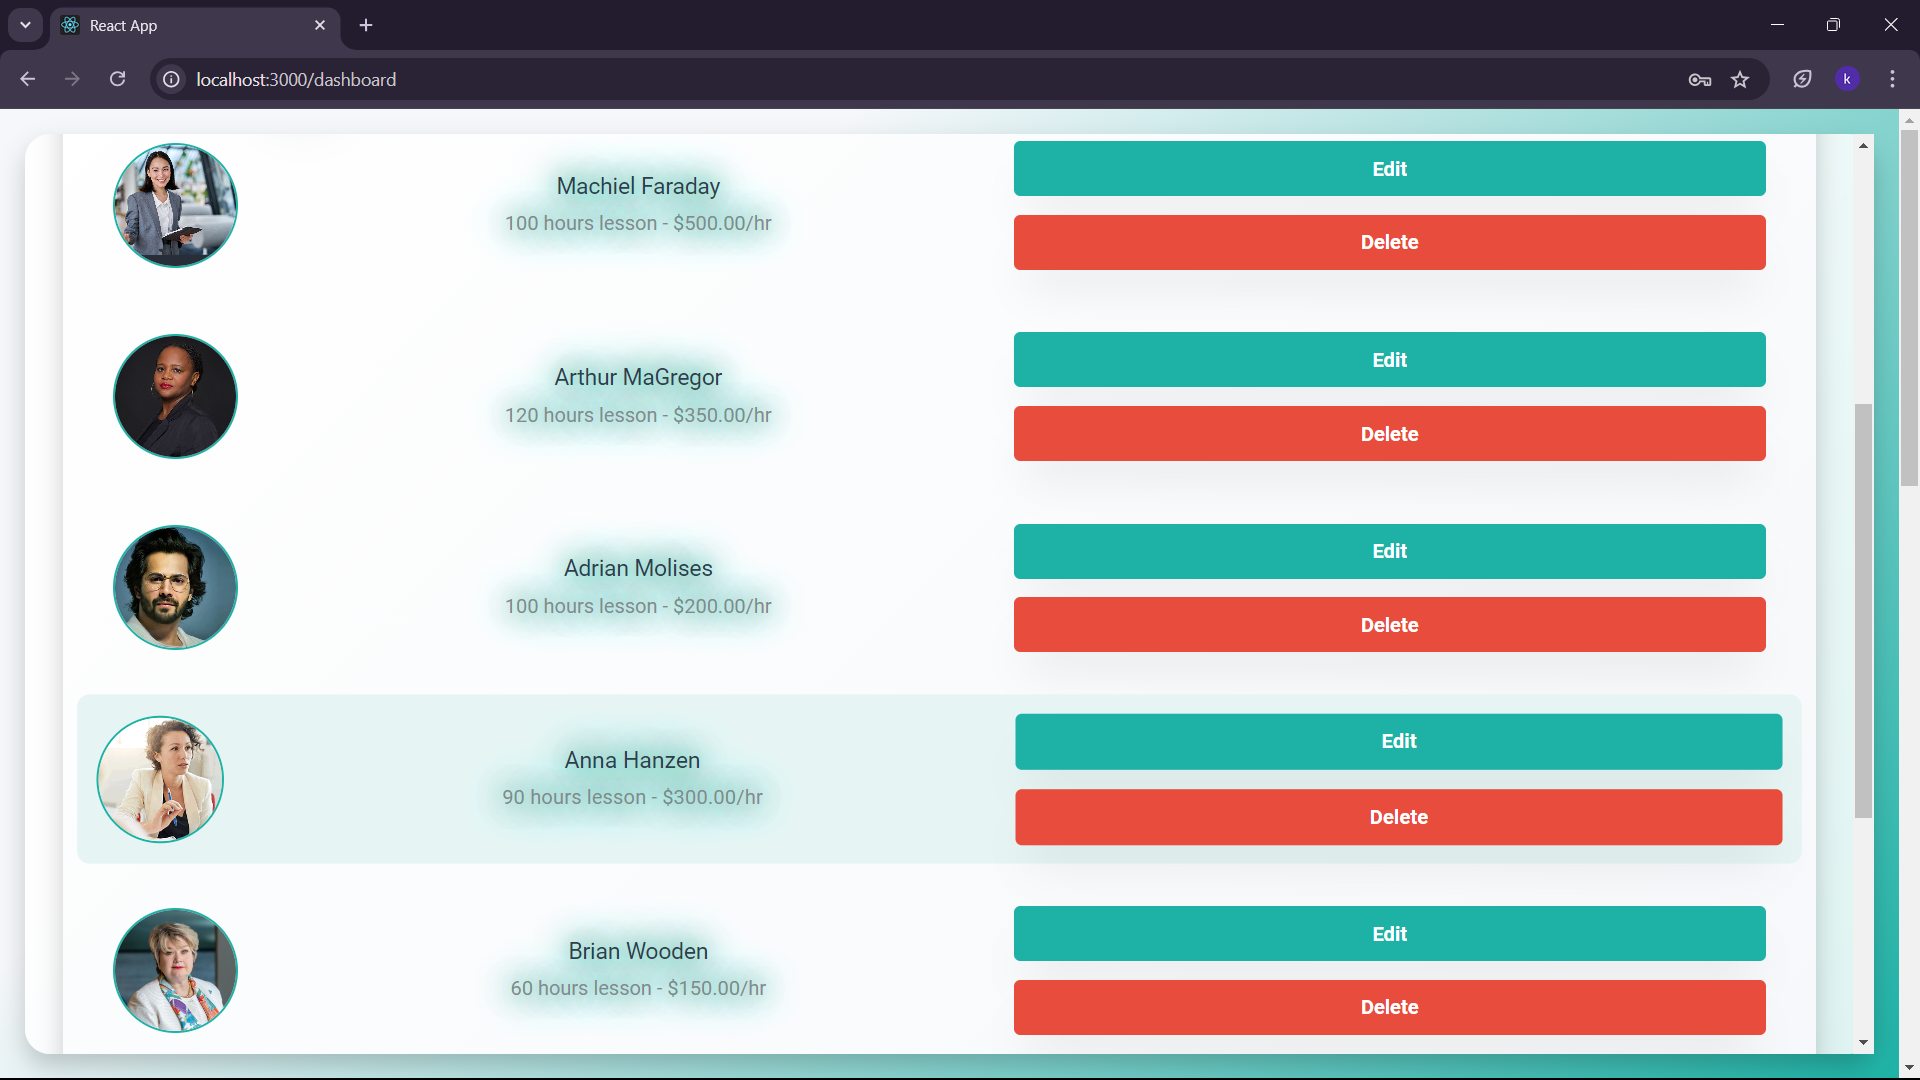 React App
localhost:3000/dashboard
k
Machiel Faraday
100 hours lesson - $500.00/hr
Edit
Delete
Arthur MaGregor
120 hours lesson - $350.00/hr
Edit
Delete
Adrian Molises
100 hours lesson - $200.00/hr
Edit
Delete
Anna Hanzen
90 hours lesson - $300.00/hr
Edit
Delete
Brian Wooden
60 hours lesson - $150.00/hr
Edit
Delete